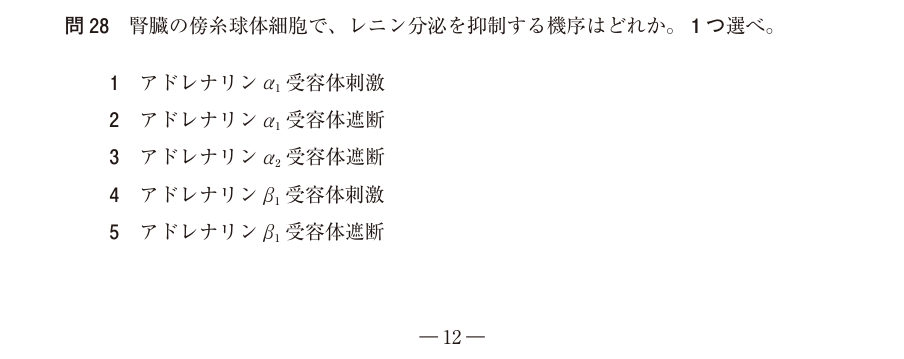 問 28 腎臓の傍糸球体細胞で、レニン分泌を抑制する機序はどれか。1つ選べ。
1 アドレナリン α₁ 受容体刺激
2 アドレナリン α₁ 受容体遮断
3 アドレナリン α₂ 受容体遮断
4 アドレナリン β₁ 受容体刺激
5 アドレナリン β₁ 受容体遮断
— 12 —